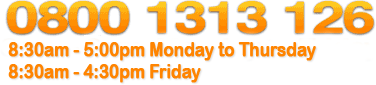 0800 1313 126
8:30am - 5:00pm Monday to Thursday
8:30am - 4:30pm Friday